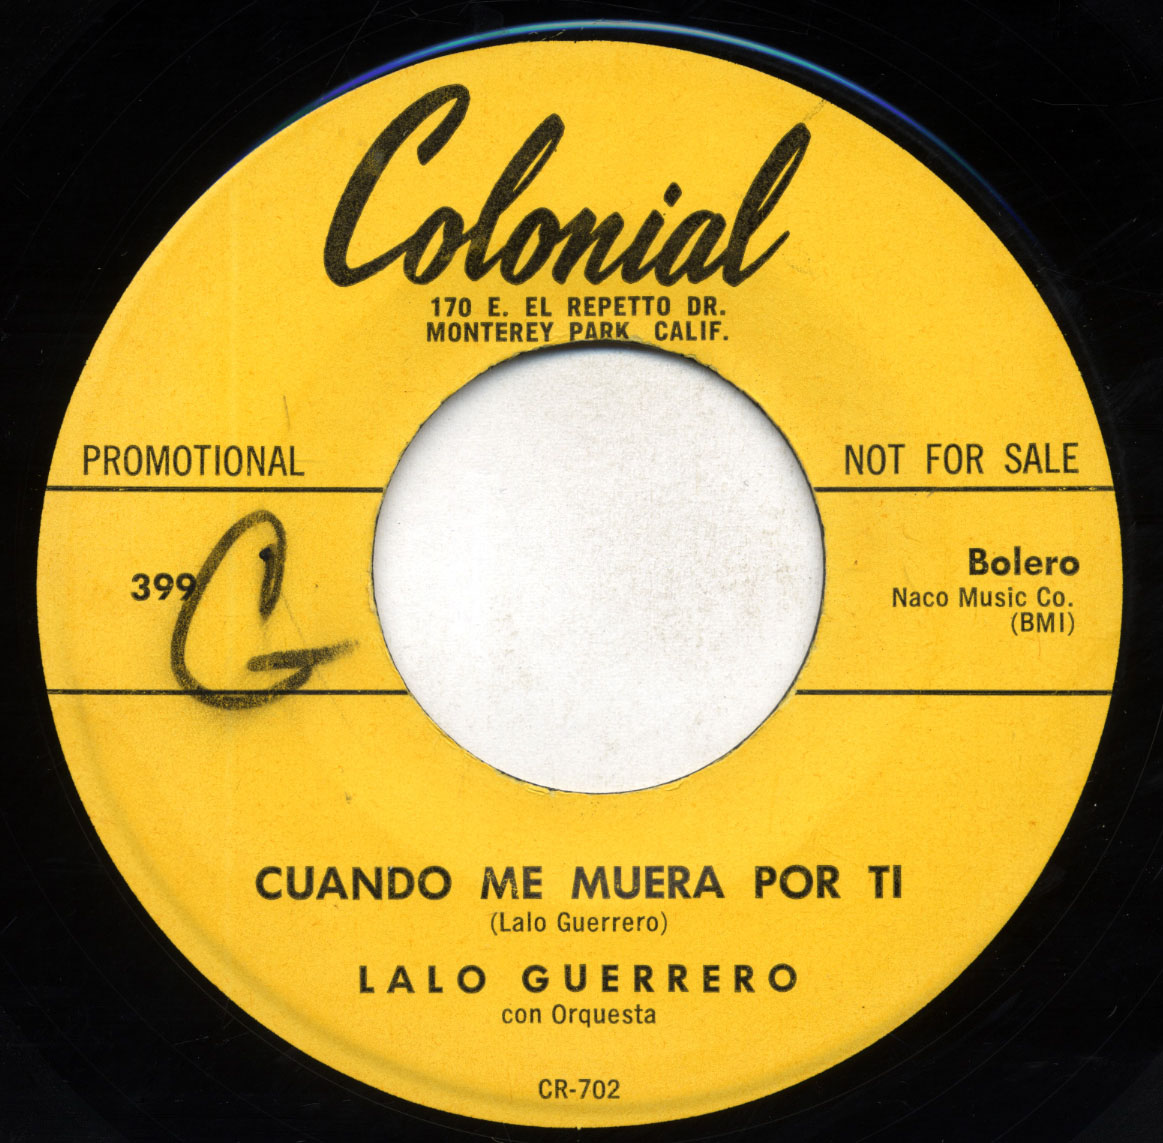 Colonial
170 E. EL REPETTO DR.
MONTEREY PARK, CALIF.
PROMOTIONAL
NOT FOR SALE
399
G
Bolero
Naco Music Co.
(BMI)
CUANDO ME MUERA POR TI
(Lalo Guerrero)
LALO GUERRERO
con Orquesta
CR-702